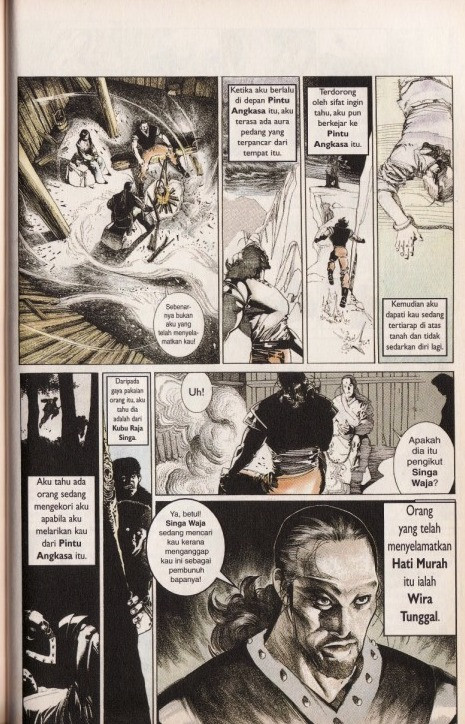 Sebenar-
nya bukan
aku yang
telah menyela-
matkan kau!
Ketika aku berlalu
di depan Pintu
Angkasa itu, aku
terasa ada aura
pedang yang
terpancar dari
tempat itu.
Terdorong
oleh sifat ingin
tahu, aku pun
berkejar ke
Pintu
Angkasa itu.
Kemudian aku
dapati kau sedang
tertiarap di atas
tanah dan tidak
sedarkan diri lagi.
Aku tahu ada
orang sedang
mengekori aku
apabila aku
melarikan kau
dari Pintu
Angkasa itu.
Daripada
gaya pakaian
orang itu, aku
tahu dia
adalah dari
Kubu Raja
Singa.
Uh!
Apakah
dia itu
pengikut
Singa
Waja?
Ya, betul!
Singa Waja
sedang mencari
kau kerana
menganggap
kau ini sebagai
pembunuh
bapanya!
Orang
yang telah
menyelamatkan
Hati Murah
itu ialah
Wira
Tunggal.